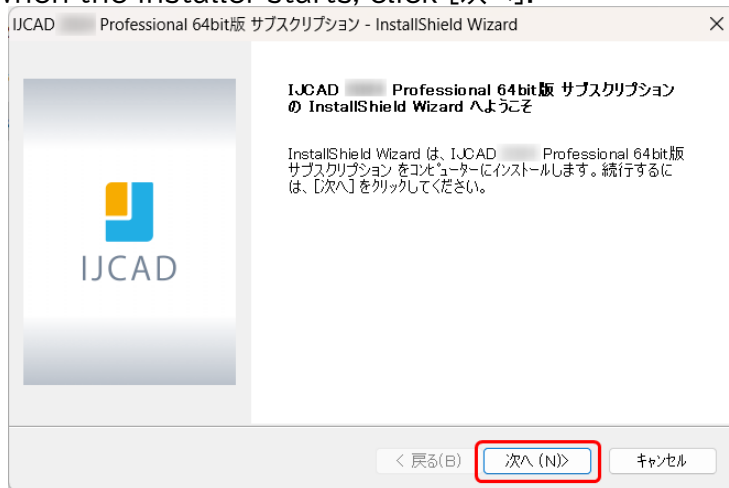 when the installer starts, click [次へ].
IJCAD Professional 64bit版 サブスクリプション - InstallShield Wizard
IJCAD Professional 64bit版 サブスクリプション
の InstallShield Wizard へようこそ
InstallShield Wizard は、IJCAD Professional 64bit版
サブスクリプション をコンピューターにインストールします。続行するに
は、[次へ] をクリックしてください。
IJCAD
< 戻る(B)
次へ (N)>
キャンセル